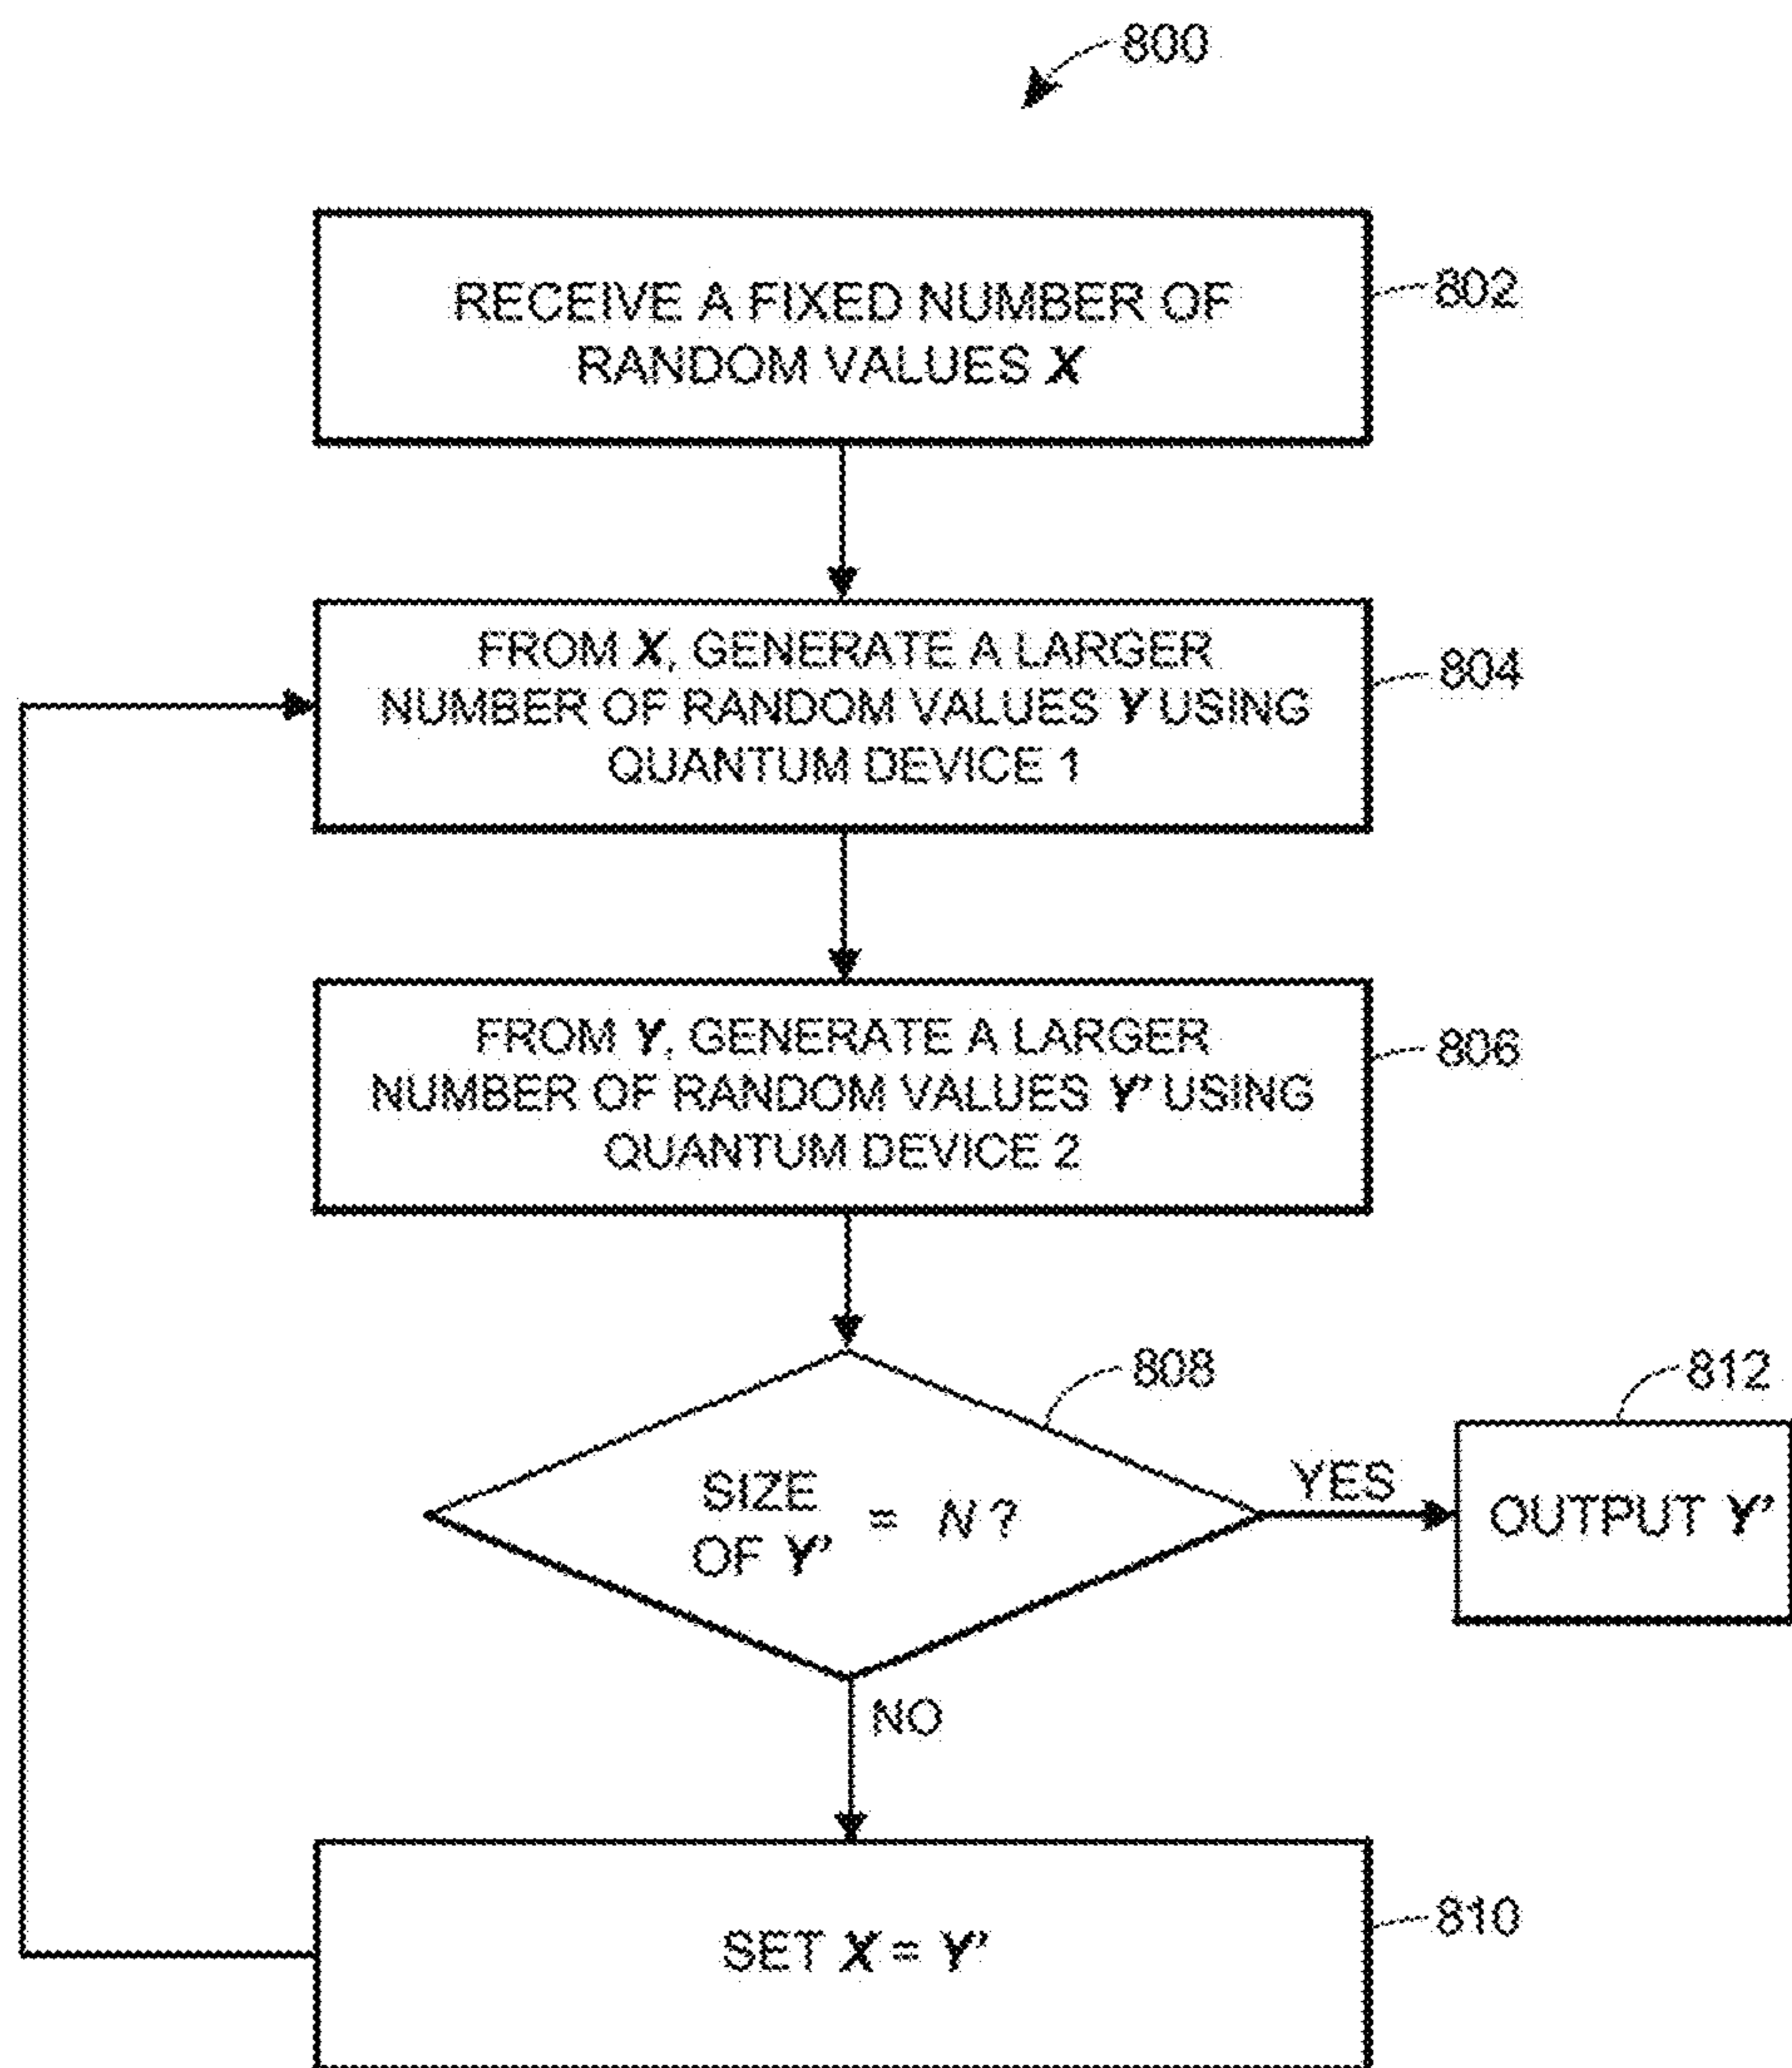 800
RECEIVE A FIXED NUMBER OF
RANDOM VALUES X
802
FROM X, GENERATE A LARGER
NUMBER OF RANDOM VALUES Y USING
QUANTUM DEVICE 1
804
FROM Y, GENERATE A LARGER
NUMBER OF RANDOM VALUES Y' USING
QUANTUM DEVICE 2
806
808
SIZE
OF Y' = N?
YES
812
OUTPUT Y'
NO
SET X = Y'
810